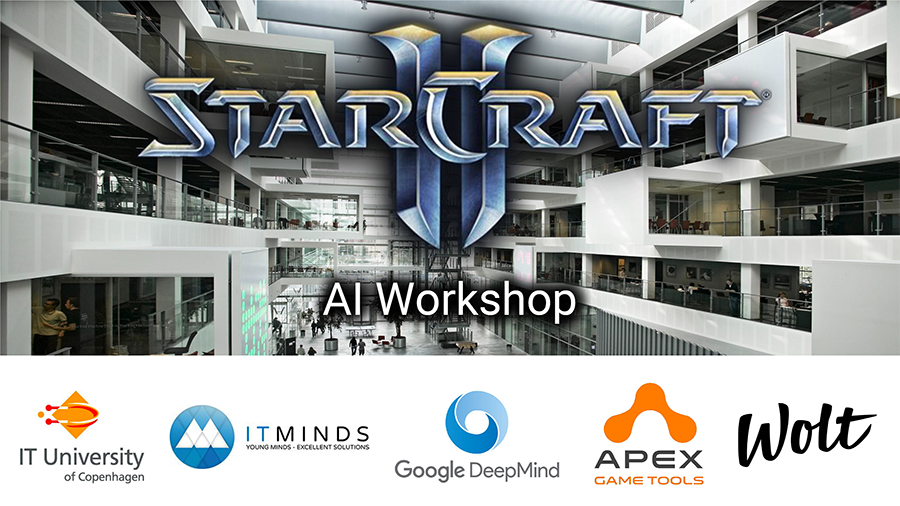 STARCRAFT®
II
AI Workshop
IT University
of Copenhagen
ITMINDS
YOUNG MINDS - EXCELLENT SOLUTIONS
Google DeepMind
APEX
GAME TOOLS
Wolt